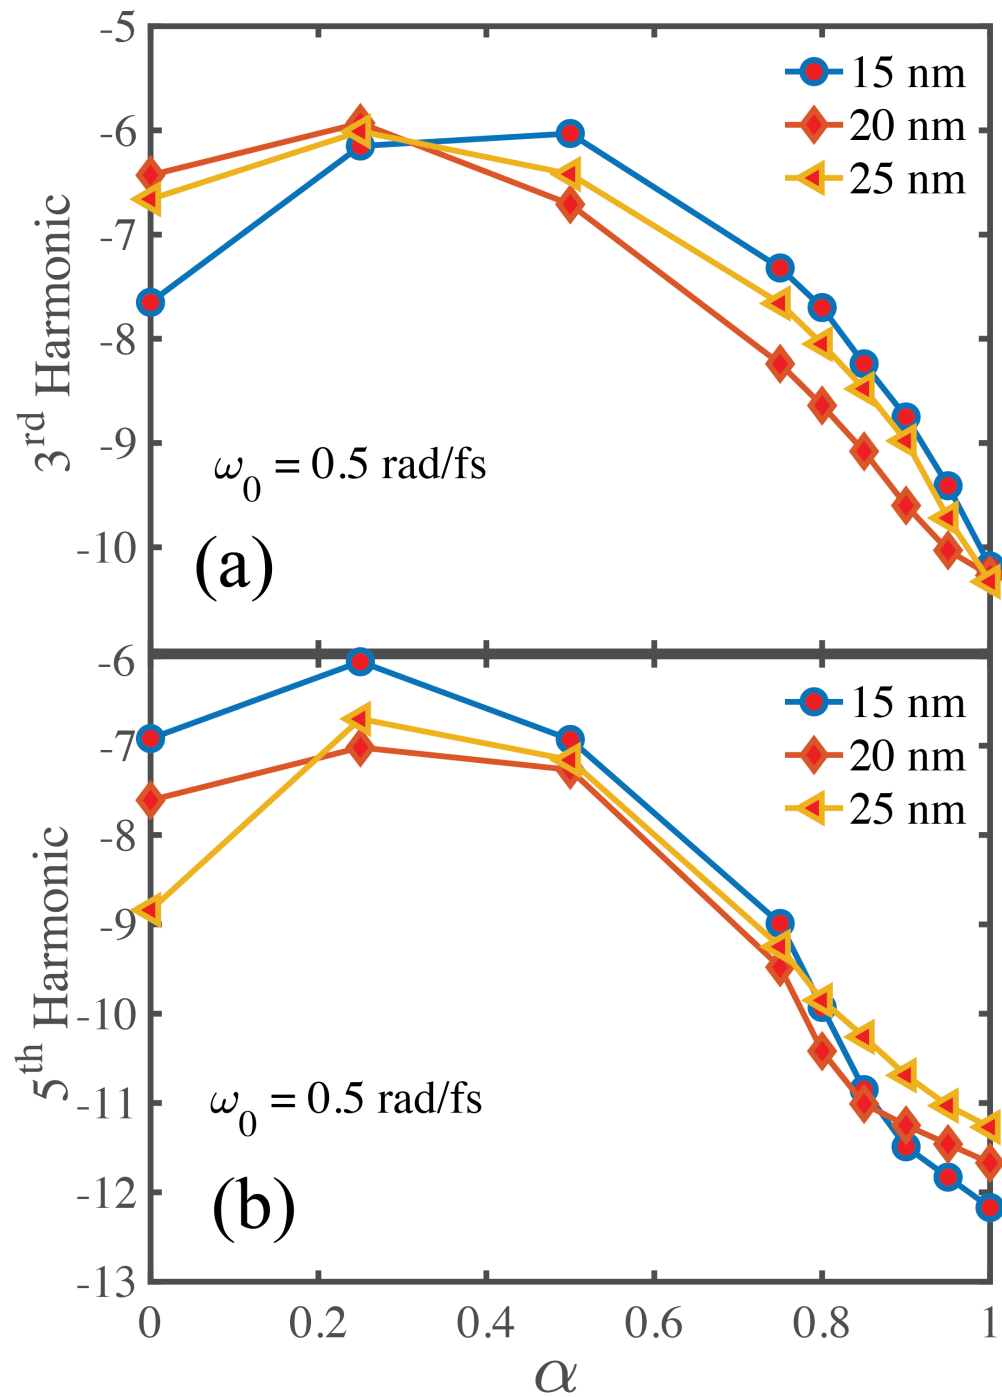 -5
-6
-7
-8
-9
-10
3rd Harmonic
15 nm
20 nm
25 nm
ω0 = 0.5 rad/fs
(a)
-6
-7
-8
-9
-10
-11
-12
-13
5th Harmonic
15 nm
20 nm
25 nm
ω0 = 0.5 rad/fs
(b)
0 0.2 0.4 0.6 0.8 1
α